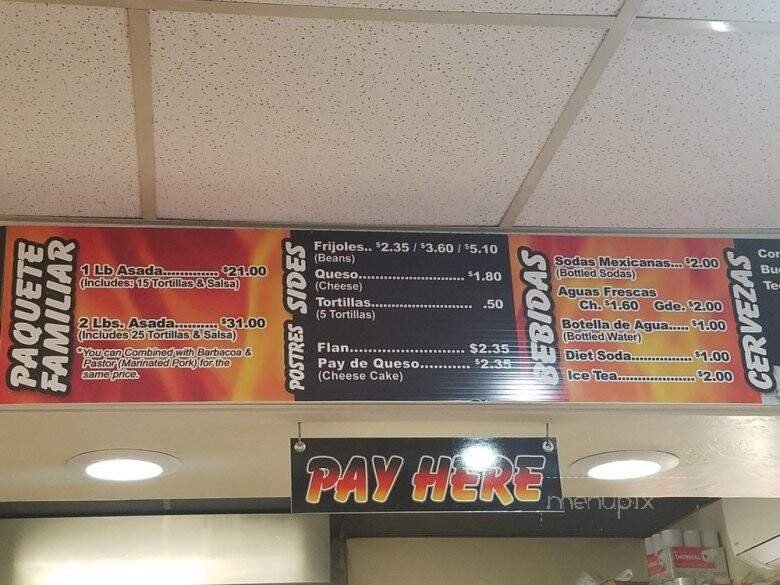 PAQUETE
FAMILIAR
1 Lb Asada............. $21.00
(Includes: 15 Tortillas & Salsa)
2 Lbs. Asada.......... $31.00
(Includes 25 Tortillas & Salsa)
*You can Combined with Barbacoa &
Pastor (Marinated Pork) for the
same price.
SIDES
Frijoles.. $2.35 / $3.60 / $5.10
(Beans)
Queso........................ $1.80
(Cheese)
Tortillas........................ .50
(5 Tortillas)
POSTRES
Flan............................ $2.35
Pay de Queso........... $2.35
(Cheese Cake)
BEBIDAS
Sodas Mexicanas... $2.00
(Bottled Sodas)
Aguas Frescas
Ch. $1.60 Gde. $2.00
Botella de Agua..... $1.00
(Bottled Water)
Diet Soda............... $1.00
Ice Tea.................. $2.00
CERVEZAS
Cor
Bu
Te
PAY HERE
menupix
THERMAL